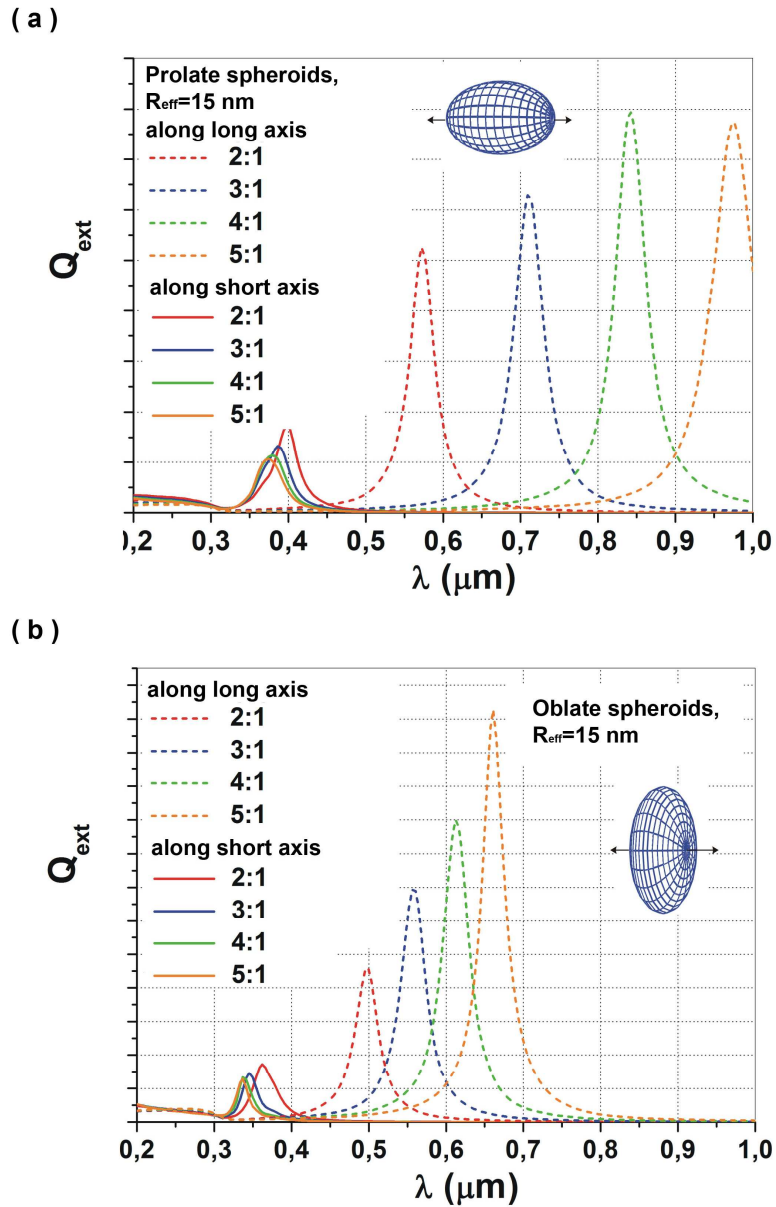 ( a )
Prolate spheroids,
Reff=15 nm
along long axis
2:1
3:1
4:1
5:1
along short axis
2:1
3:1
4:1
5:1
Qext
0,2 0,3 0,4 0,5 0,6 0,7 0,8 0,9 1,0
λ (μm)
( b )
along long axis
2:1
3:1
4:1
5:1
along short axis
2:1
3:1
4:1
5:1
Oblate spheroids,
Reff=15 nm
Qext
0,2 0,3 0,4 0,5 0,6 0,7 0,8 0,9 1,0
λ (μm)